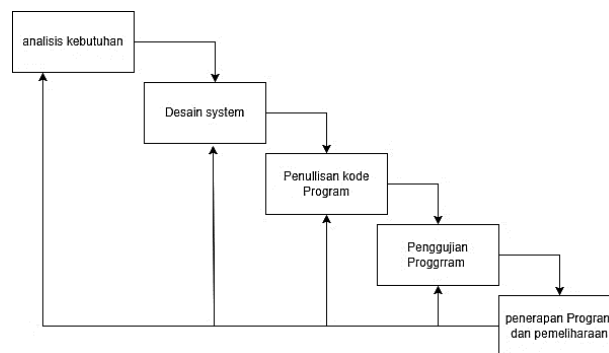 analisis kebutuhan
Desain system
Penullisan kode
Program
Penggujian
Proggrram
penerapan Program
dan pemeliharaan